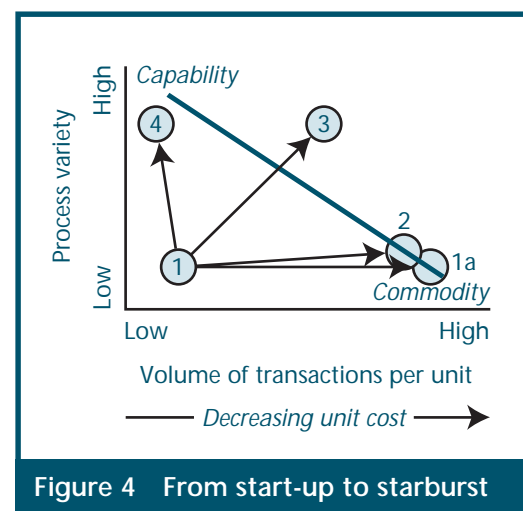 Capability
High
Process variety
Low
4
3
1
2
1a
Commodity
Low
High
Volume of transactions per unit
Decreasing unit cost
Figure 4 From start-up to starburst